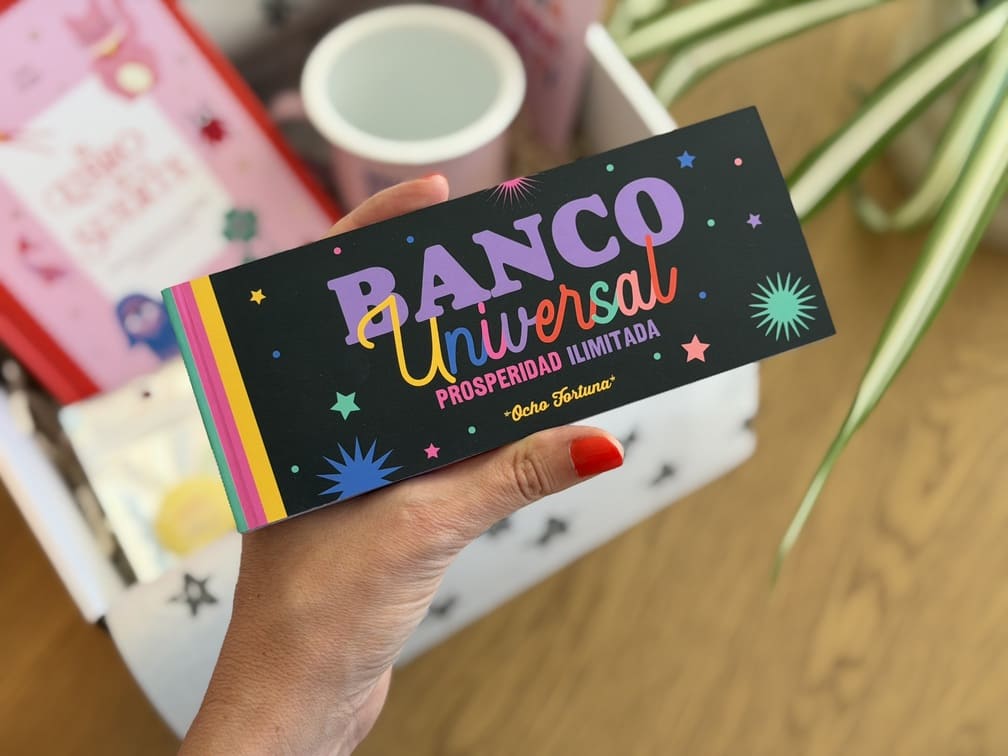 BANCO
Universal
PROSPERIDAD ILIMITADA
Ocho Fortuna